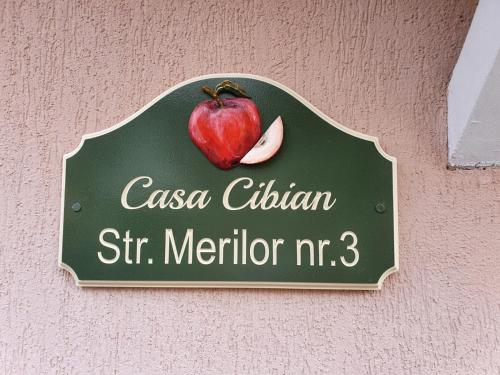 Casa Cibian
Str. Merilor nr.3